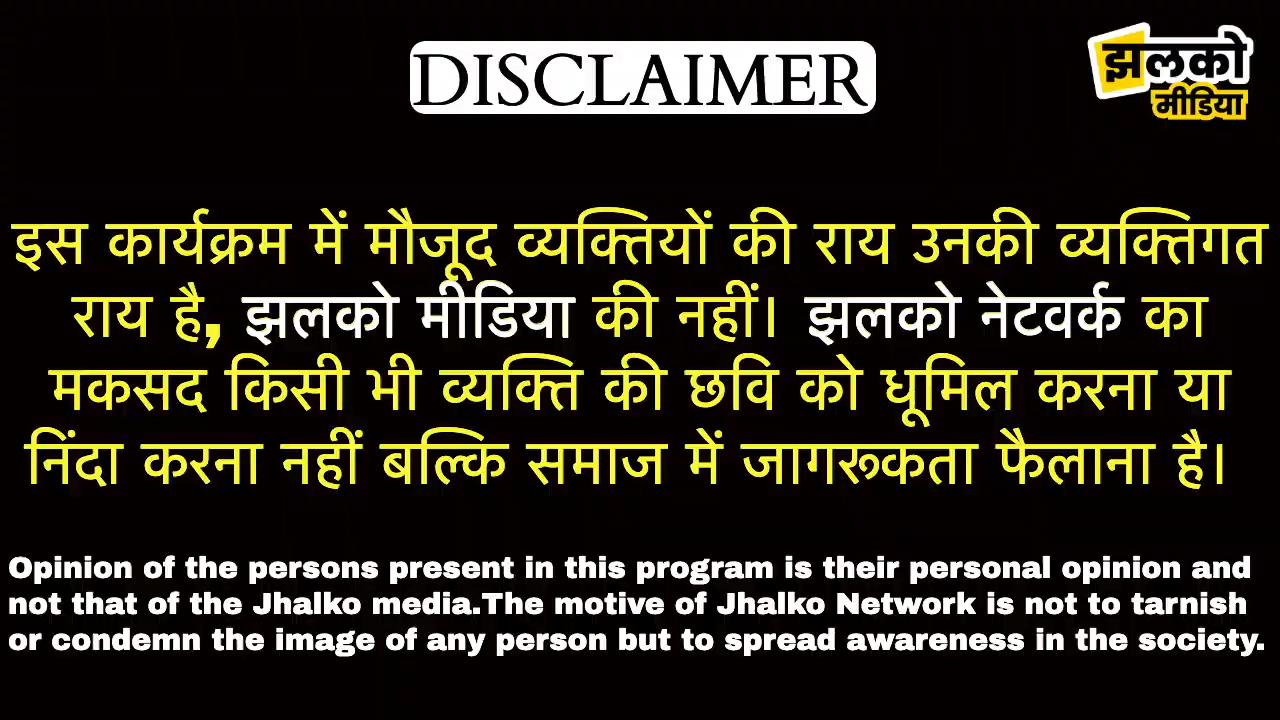 DISCLAIMER
झलको
मीडिया
इस कार्यक्रम में मौजूद व्यक्तियों की राय उनकी व्यक्तिगत
राय है, झलको मीडिया की नहीं। झलको नेटवर्क का
मकसद किसी भी व्यक्ति की छवि को धूमिल करना या
निंदा करना नहीं बल्कि समाज में जागरूकता फैलाना है।
Opinion of the persons present in this program is their personal opinion and
not that of the Jhalko media.The motive of Jhalko Network is not to tarnish
or condemn the image of any person but to spread awareness in the society.